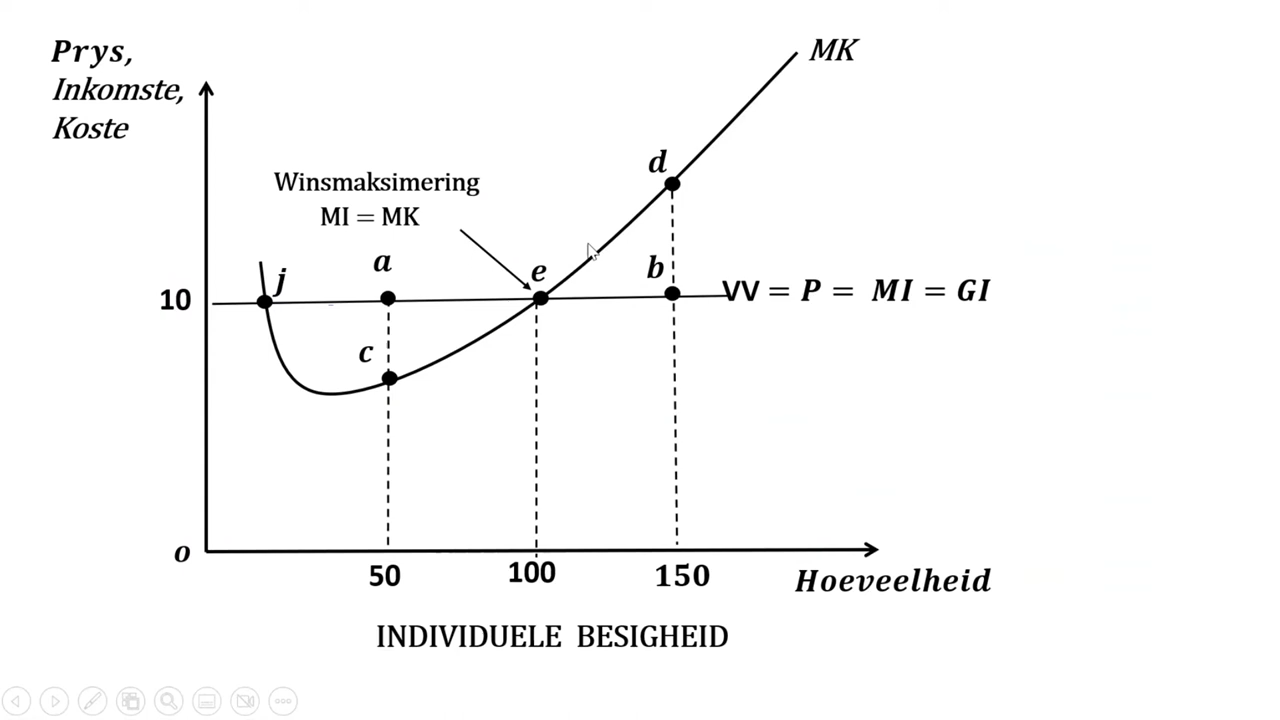 Prys,
Inkomste,
Koste
MK
d
Winsmaksimering
MI = MK
j
a
e
b
10
VV = P = MI = GI
c
o
50
100
150
Hoeveelheid
INDIVIDUELE BESIGHEID